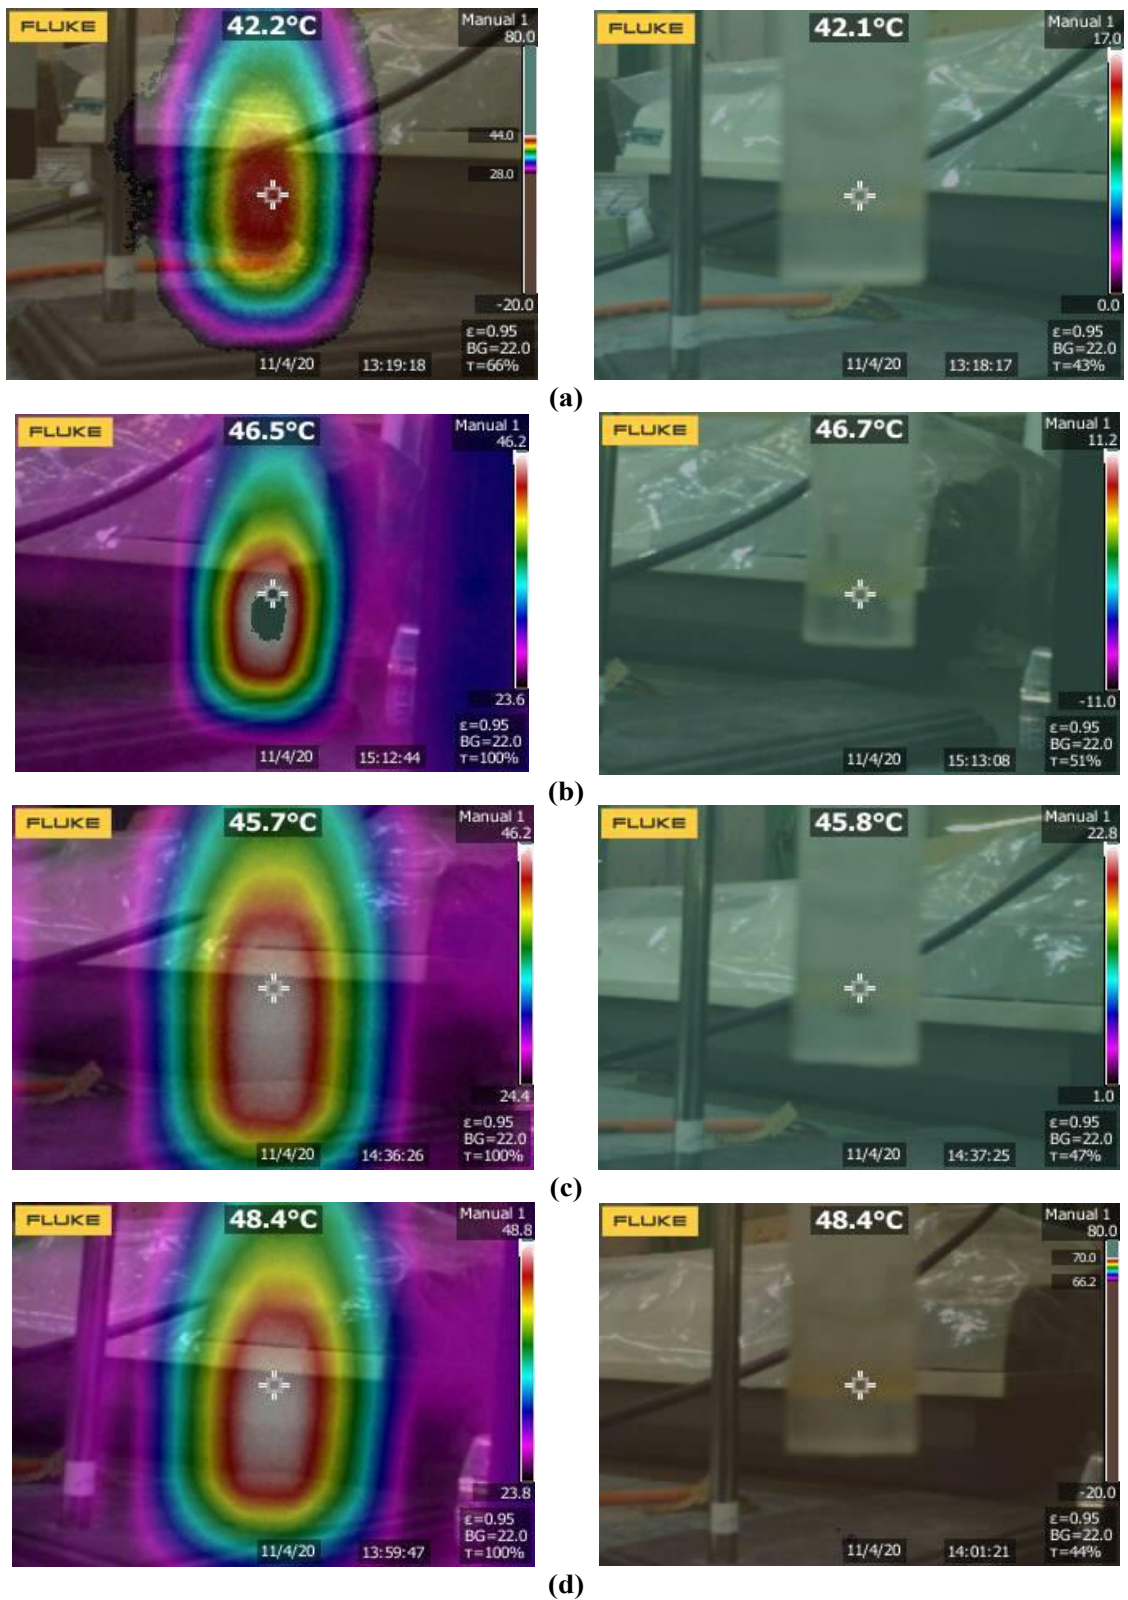 FLUKE
42.2°C
Manual 1
80.0
44.0
28.0
-20.0
ε=0.95
BG=22.0
τ=66%
11/4/20 13:19:18
FLUKE
42.1°C
Manual 1
17.0
0.0
ε=0.95
BG=22.0
τ=43%
11/4/20 13:18:17
(a)
FLUKE
46.5°C
Manual 1
46.2
23.6
ε=0.95
BG=22.0
τ=100%
11/4/20 15:12:44
FLUKE
46.7°C
Manual 1
11.2
-11.0
ε=0.95
BG=22.0
τ=51%
11/4/20 15:13:08
(b)
FLUKE
45.7°C
Manual 1
46.2
24.4
ε=0.95
BG=22.0
τ=100%
11/4/20 14:36:26
FLUKE
45.8°C
Manual 1
22.8
1.0
ε=0.95
BG=22.0
τ=47%
11/4/20 14:37:25
(c)
FLUKE
48.4°C
Manual 1
48.8
23.8
ε=0.95
BG=22.0
τ=100%
11/4/20 13:59:47
FLUKE
48.4°C
Manual 1
80.0
70.0
66.2
-20.0
ε=0.95
BG=22.0
τ=44%
11/4/20 14:01:21
(d)